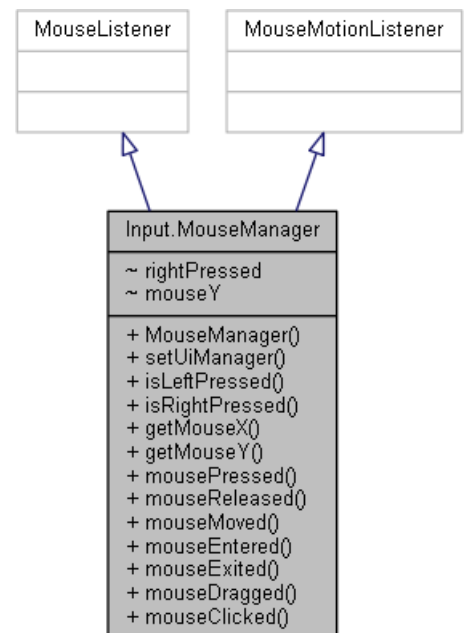 MouseListener
MouseMotionListener
Input.MouseManager
~ rightPressed
~ mouseY
+ MouseManager()
+ setUiManager()
+ isLeftPressed()
+ isRightPressed()
+ getMouseX()
+ getMouseY()
+ mousePressed()
+ mouseReleased()
+ mouseMoved()
+ mouseEntered()
+ mouseExited()
+ mouseDragged()
+ mouseClicked()